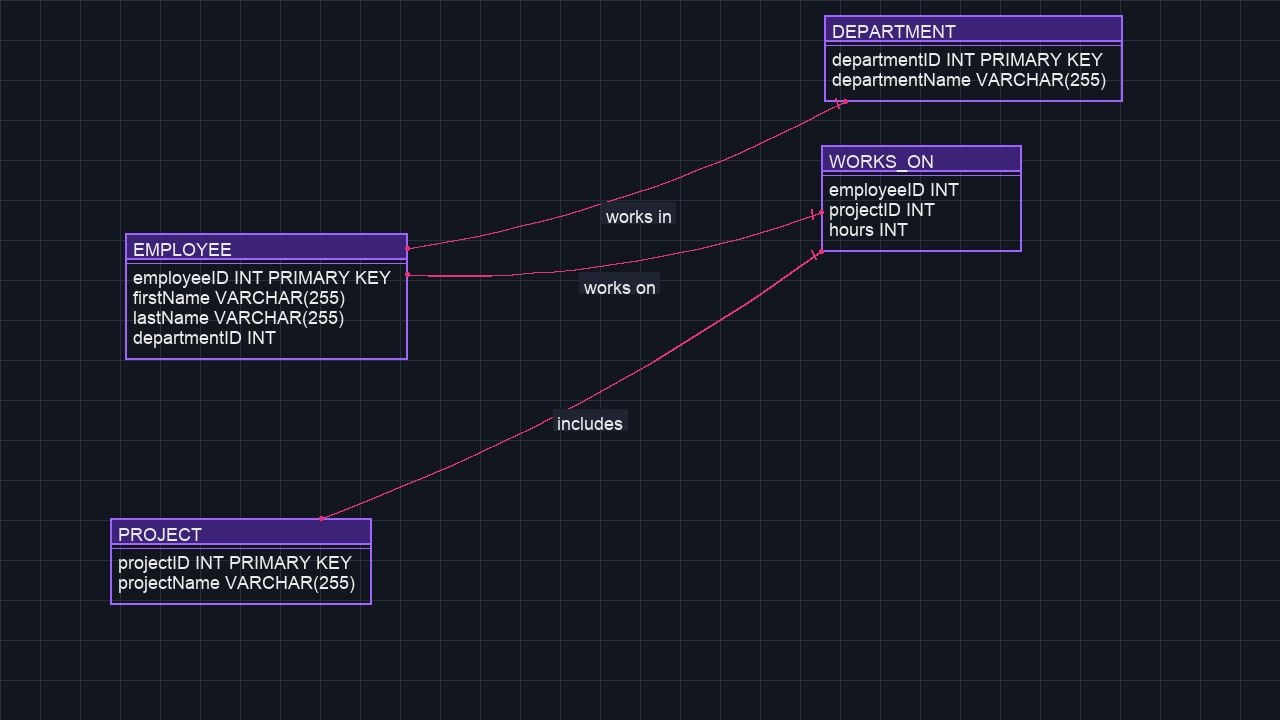 DEPARTMENT
departmentID INT PRIMARY KEY
departmentName VARCHAR(255)
WORKS_ON
employeeID INT
projectID INT
hours INT
works in
works on
EMPLOYEE
employeeID INT PRIMARY KEY
firstName VARCHAR(255)
lastName VARCHAR(255)
departmentID INT
includes
PROJECT
projectID INT PRIMARY KEY
projectName VARCHAR(255)